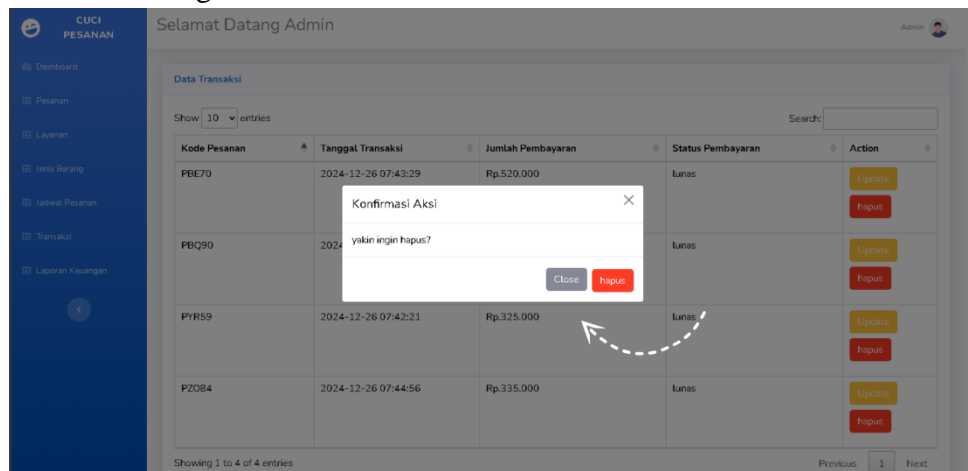 CUCI
PESANAN
Selamat Datang Admin
Admin
Dashboard
Pesanan
Layanan
Jenis Barang
Jadwal Pesanan
Transaksi
Laporan Keuangan
Data Transaksi
Show 10 entries
Search:
Kode Pesanan Tanggal Transaksi Jumlah Pembayaran Status Pembayaran Action
PBE70 2024-12-26 07:43:29 Rp.520.000 lunas Update
hapus
Konfirmasi Aksi
yakin ingin hapus?
Close hapus
PBQ90 2024 lunas Update
hapus
PYR59 2024-12-26 07:42:21 Rp.325.000 lunas Update
hapus
PZO84 2024-12-26 07:44:56 Rp.335.000 lunas Update
hapus
Showing 1 to 4 of 4 entries
Previous 1 Next